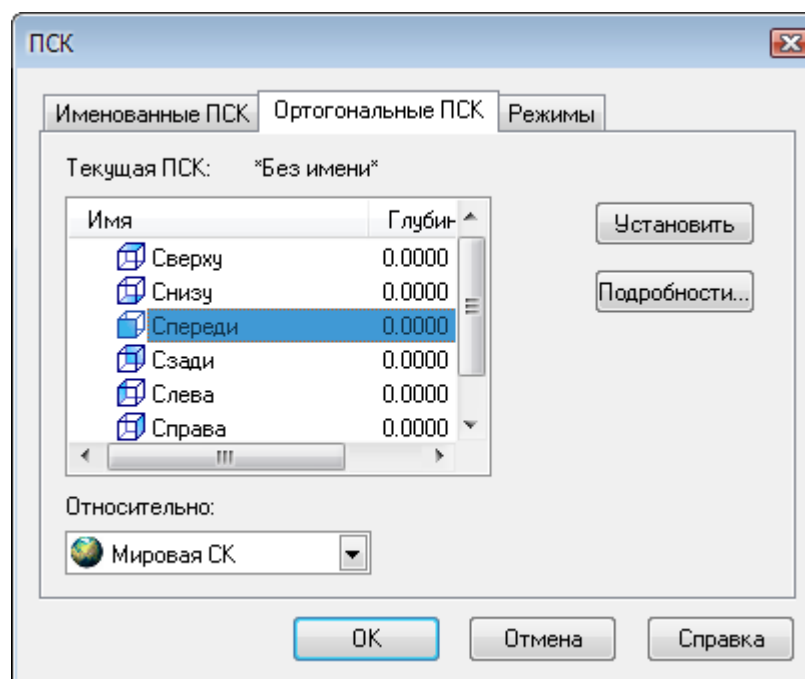 ПСК
Именованные ПСК Ортогональные ПСК Режимы
Текущая ПСК: *Без имени*
Имя Глубин
Сверху 0.0000
Снизу 0.0000
Спереди 0.0000
Сзади 0.0000
Слева 0.0000
Справа 0.0000
Установить
Подробности...
Относительно:
Мировая СК
OK Отмена Справка